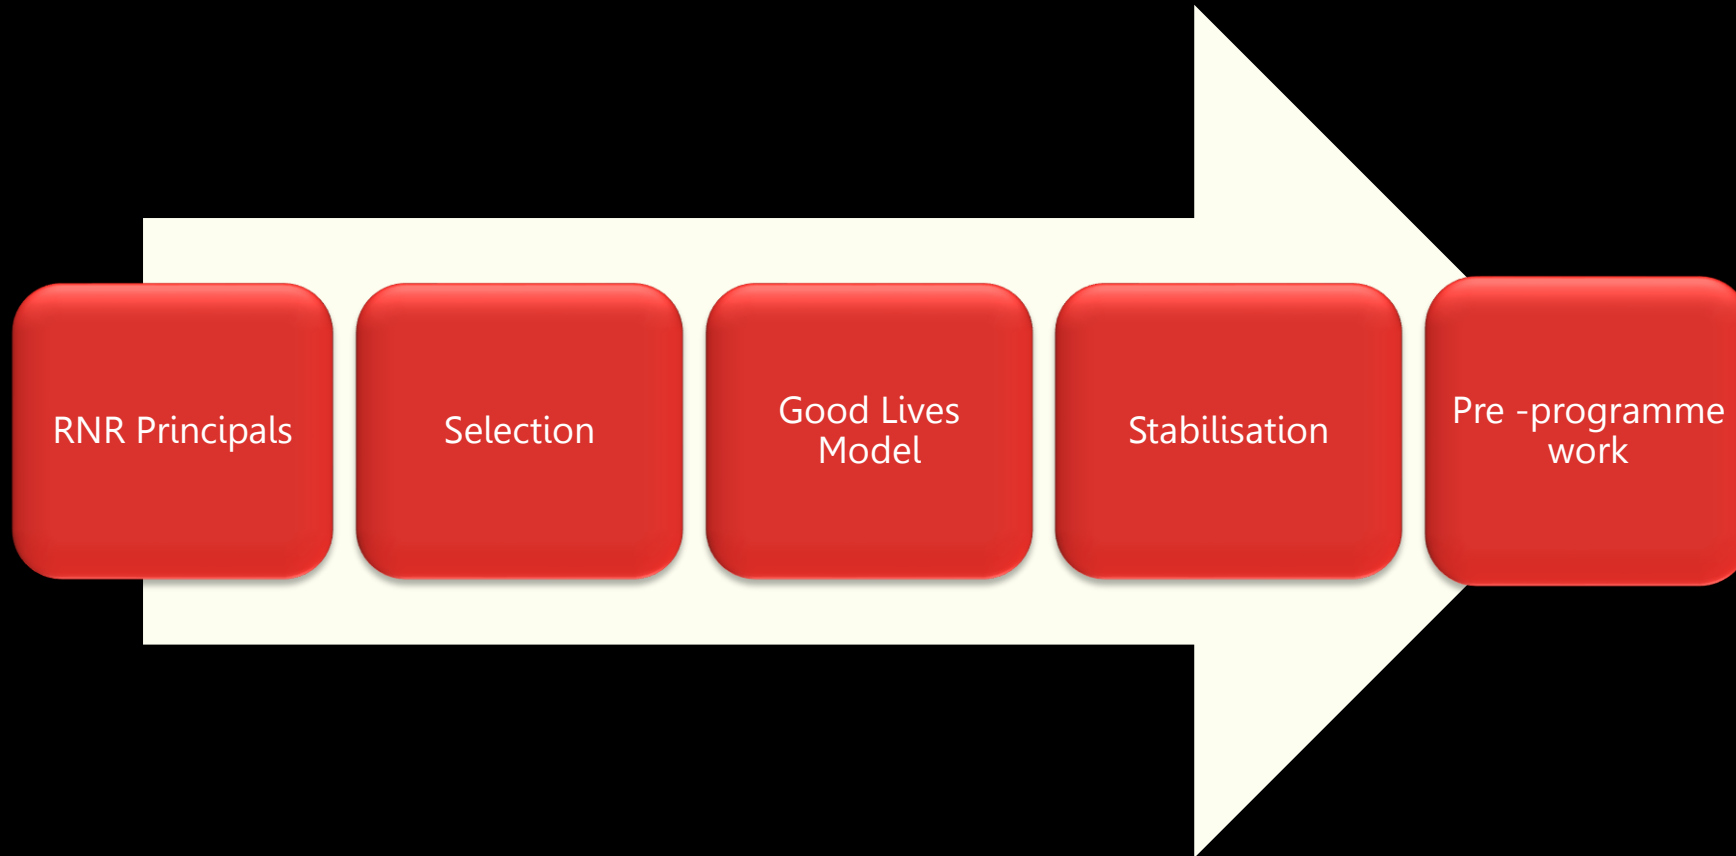 RNR Principals
Selection
Good Lives
Model
Stabilisation
Pre -programme
work